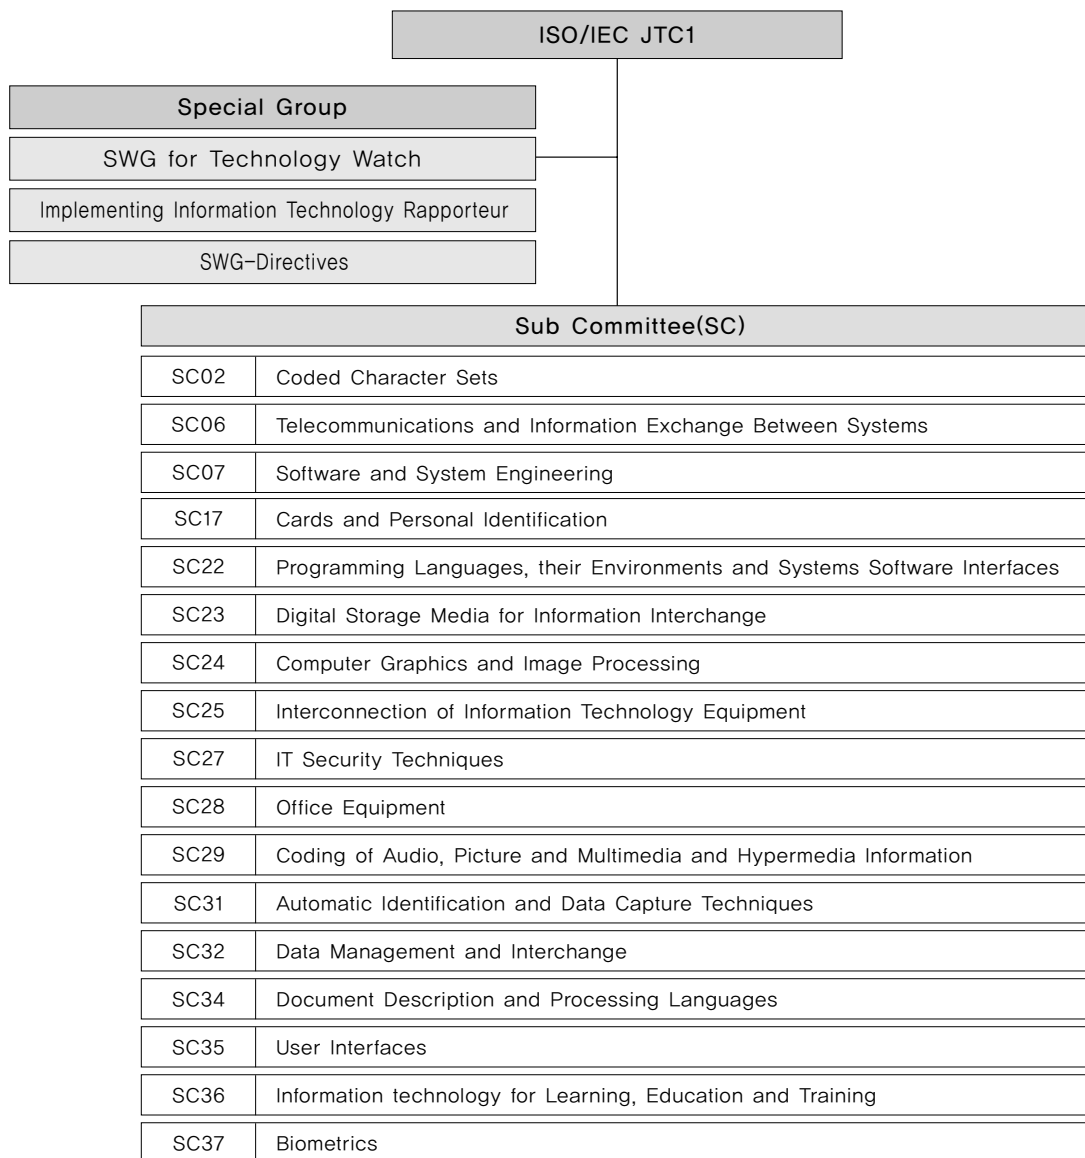 ISO/IEC JTC1
Special Group
SWG for Technology Watch
Implementing Information Technology Rapporteur
SWG-Directives
Sub Committee(SC)
SC02 Coded Character Sets
SC06 Telecommunications and Information Exchange Between Systems
SC07 Software and System Engineering
SC17 Cards and Personal Identification
SC22 Programming Languages, their Environments and Systems Software Interfaces
SC23 Digital Storage Media for Information Interchange
SC24 Computer Graphics and Image Processing
SC25 Interconnection of Information Technology Equipment
SC27 IT Security Techniques
SC28 Office Equipment
SC29 Coding of Audio, Picture and Multimedia and Hypermedia Information
SC31 Automatic Identification and Data Capture Techniques
SC32 Data Management and Interchange
SC34 Document Description and Processing Languages
SC35 User Interfaces
SC36 Information technology for Learning, Education and Training
SC37 Biometrics